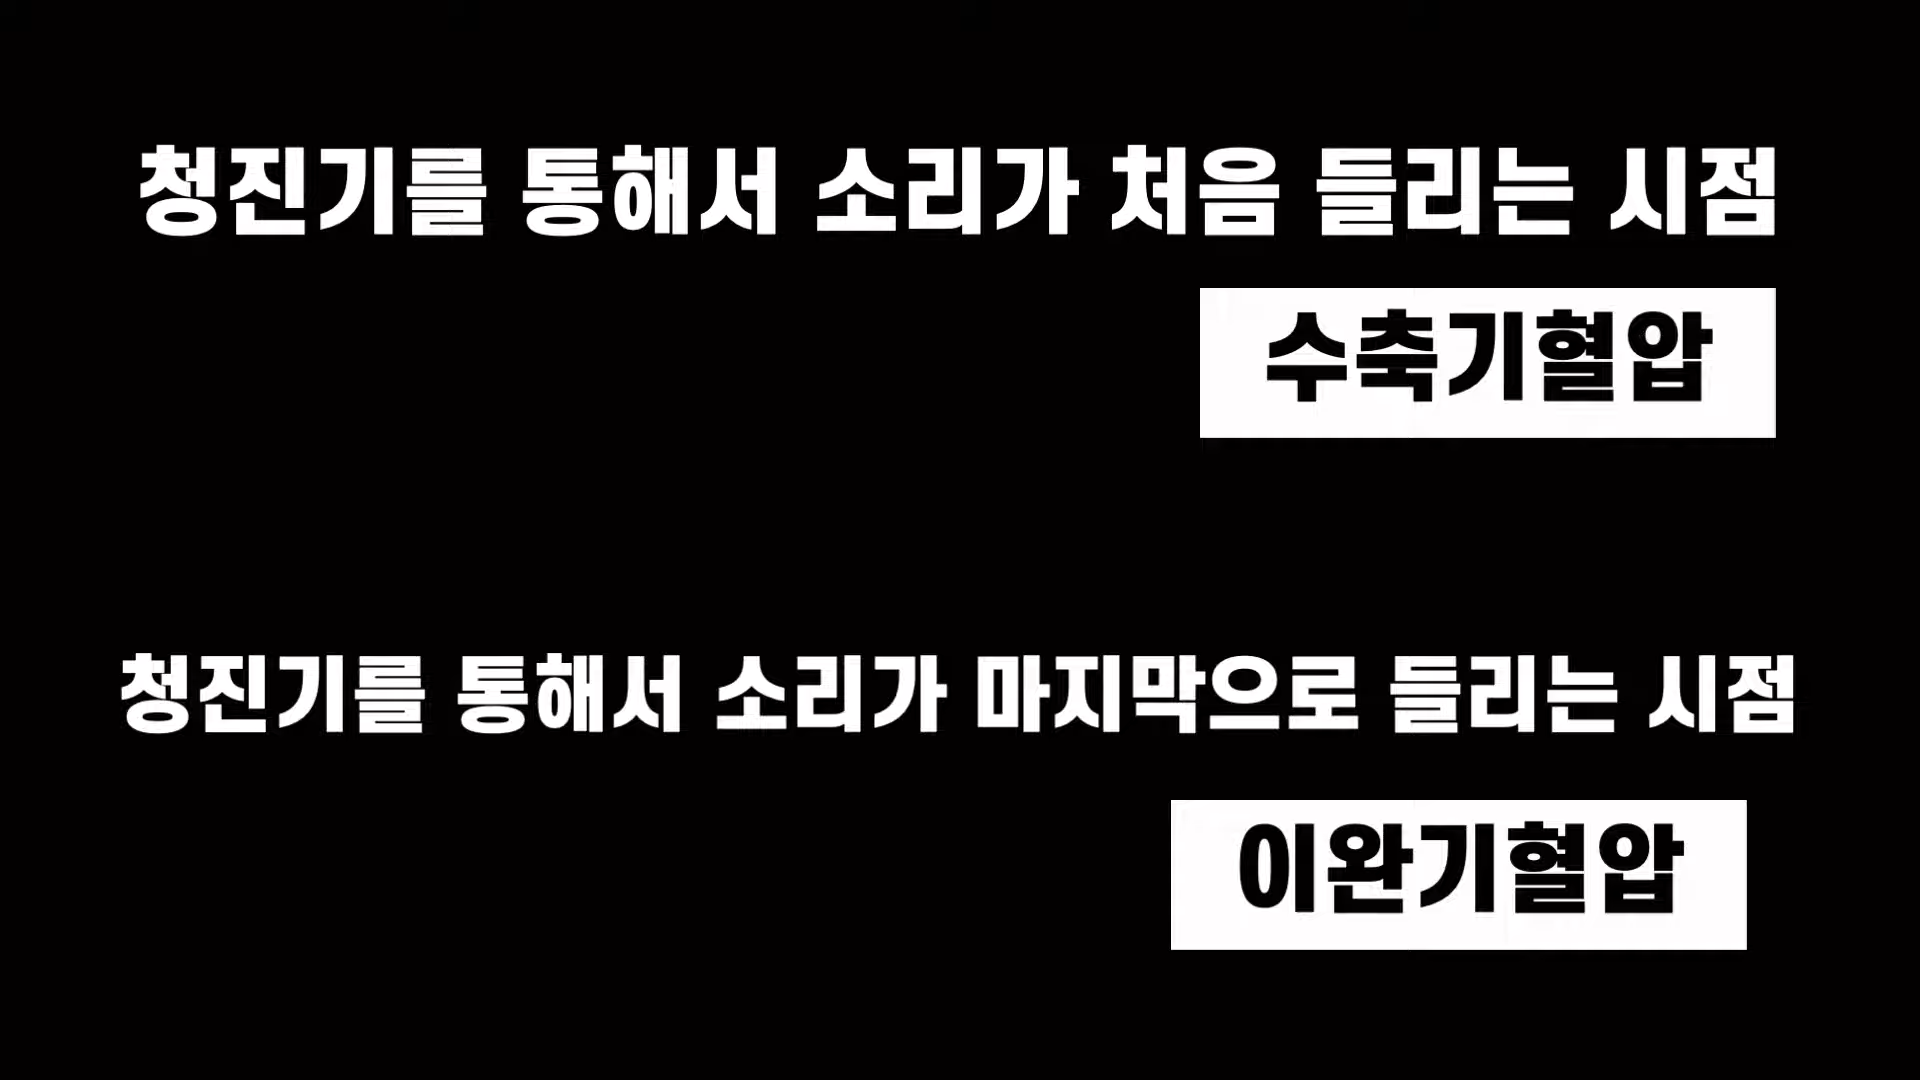 청진기를 통해서 소리가 처음 들리는 시점
수축기혈압
청진기를 통해서 소리가 마지막으로 들리는 시점
이완기혈압